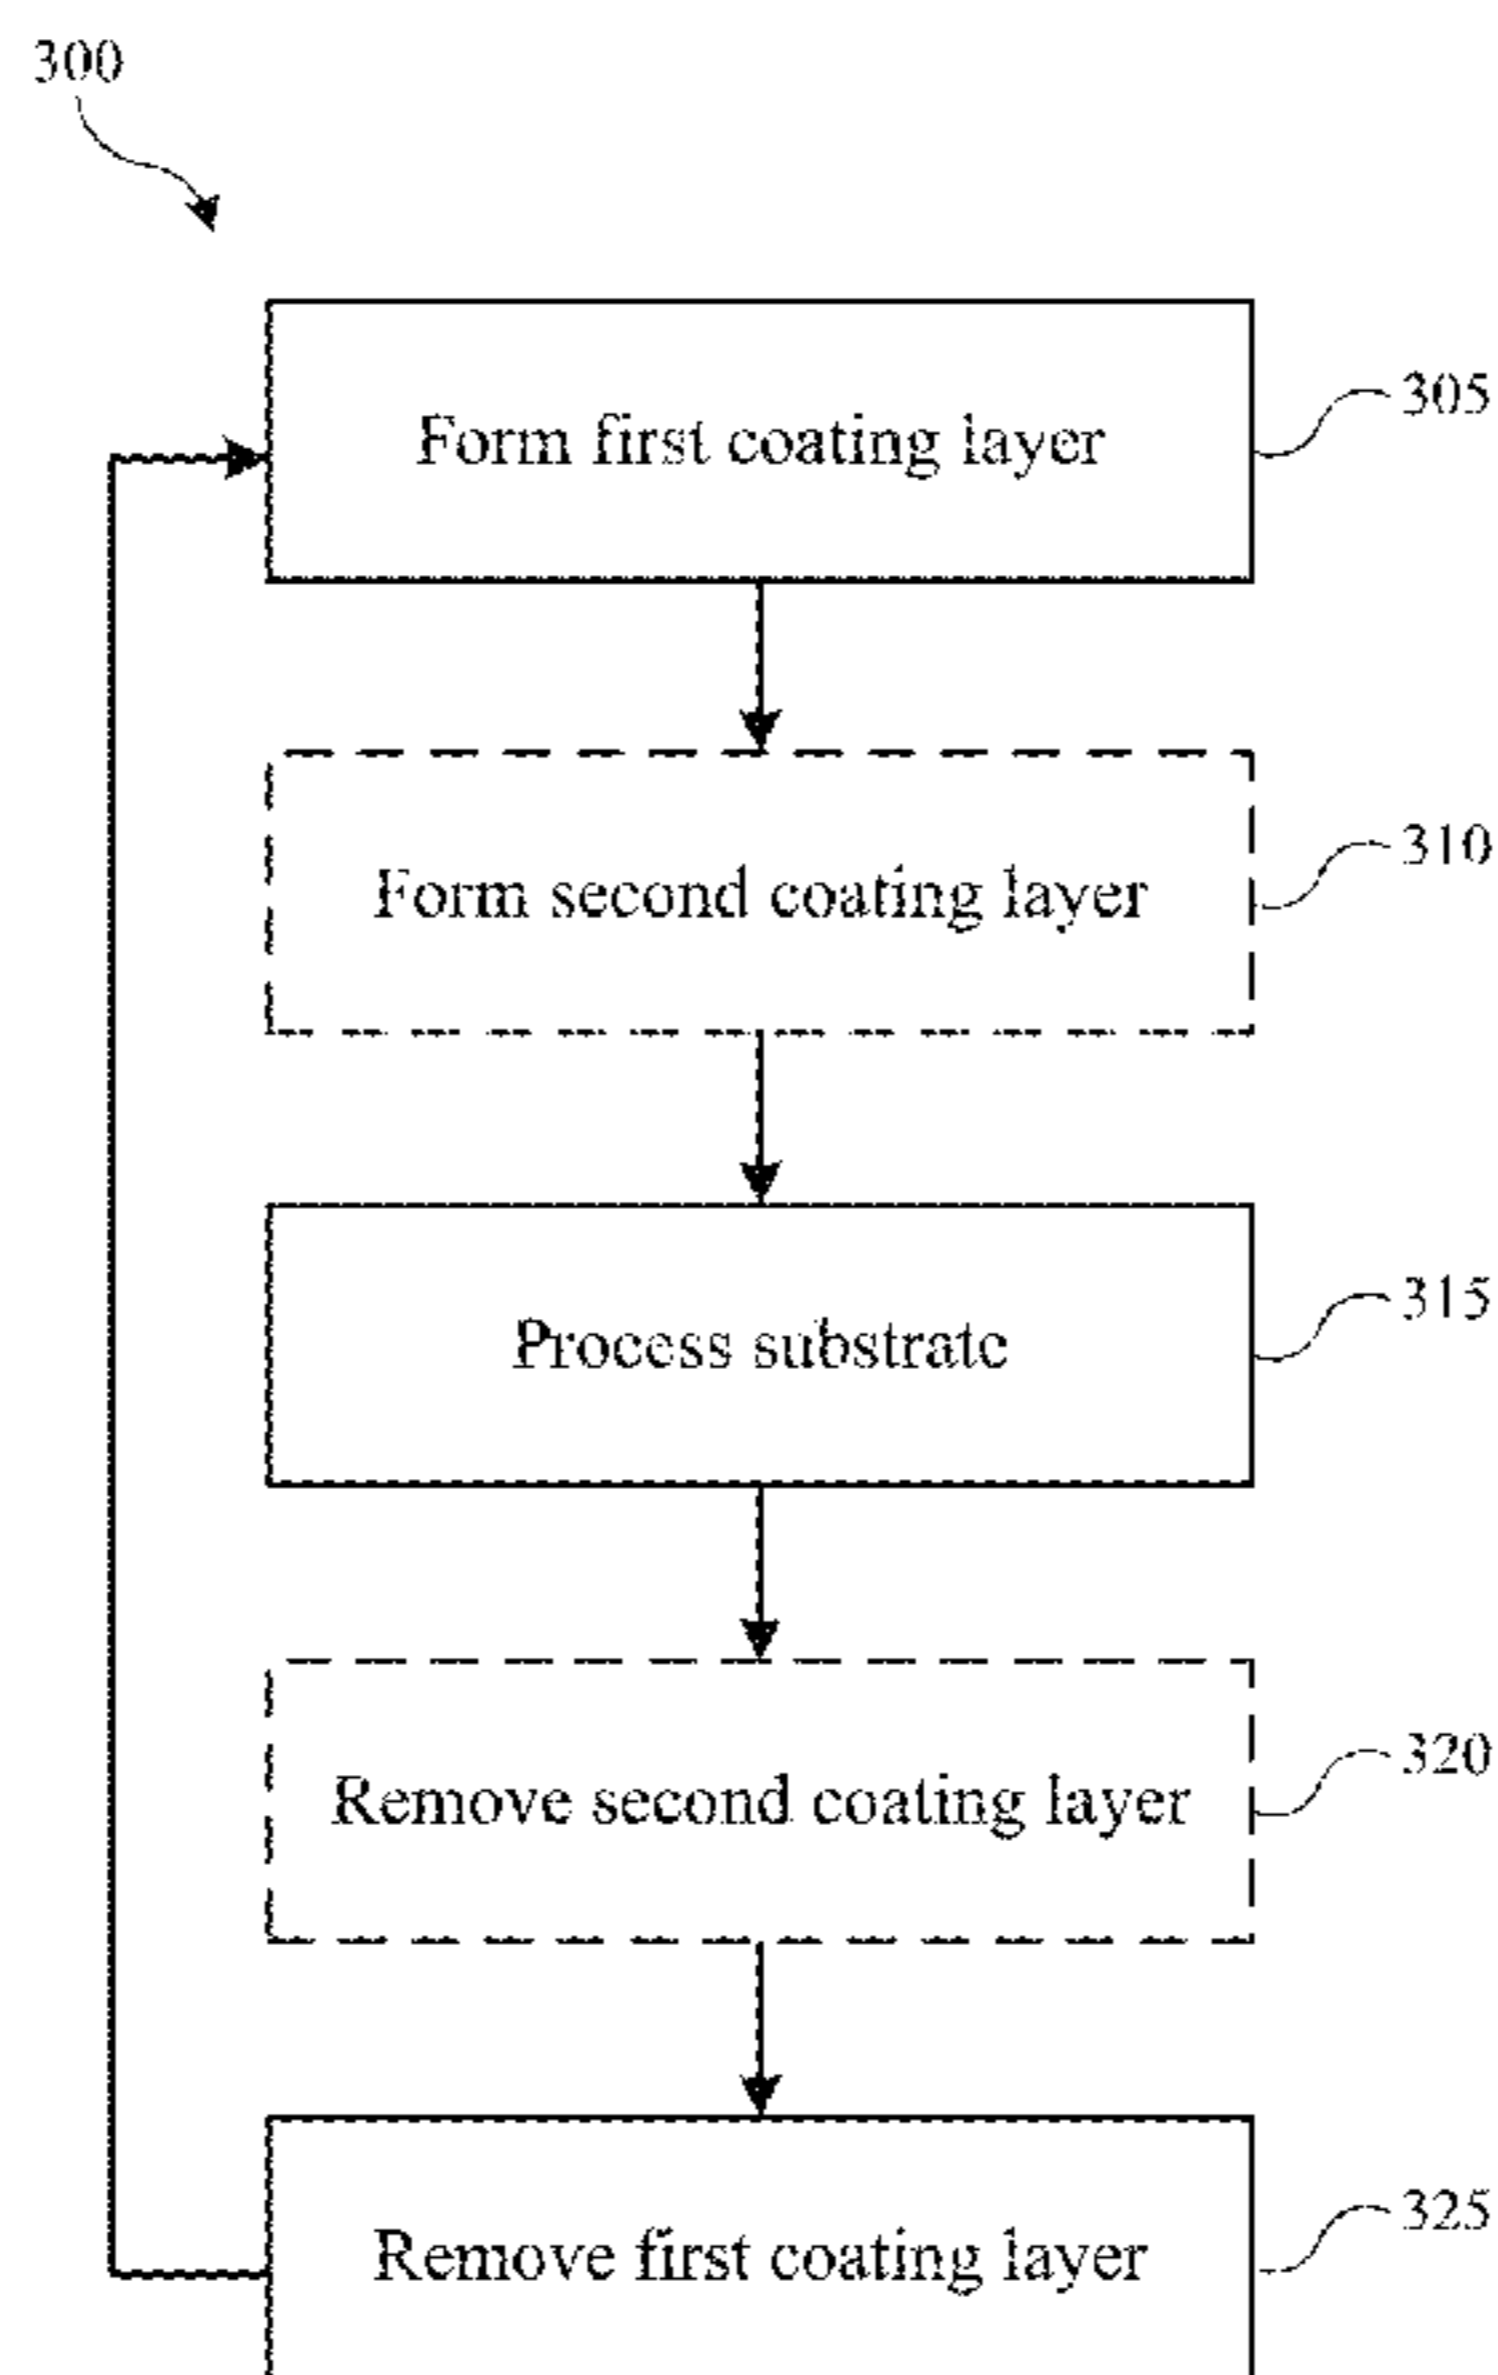 300
Form first coating layer
305
Form second coating layer
310
Process substrate
315
Remove second coating layer
320
Remove first coating layer
325